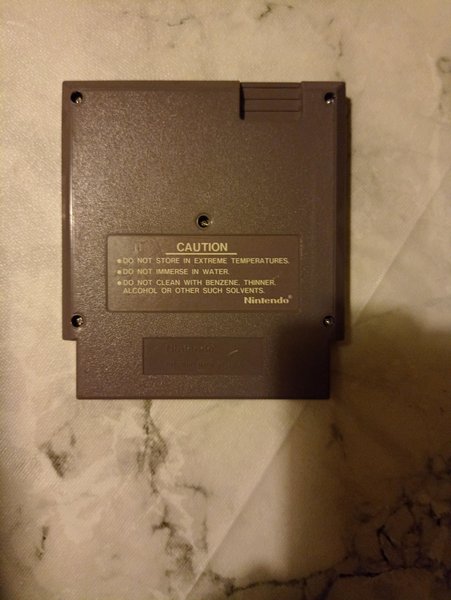 CAUTION
● DO NOT STORE IN EXTREME TEMPERATURES.
● DO NOT IMMERSE IN WATER.
● DO NOT CLEAN WITH BENZENE, THINNER,
ALCOHOL OR OTHER SUCH SOLVENTS.
Nintendo®